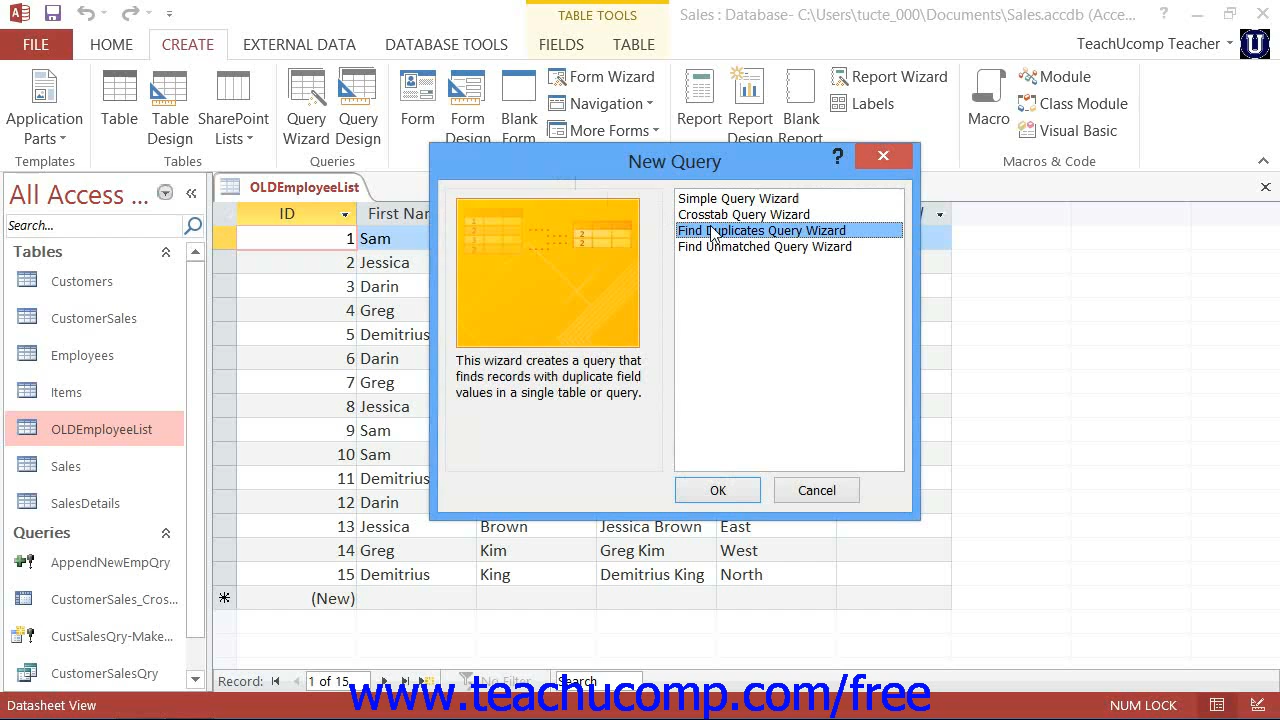 TABLE TOOLS
Sales : Database- C:\Users\tucte_000\Documents\Sales.accdb (Acce...
?
FILE
HOME
CREATE
EXTERNAL DATA
DATABASE TOOLS
FIELDS
TABLE
TeachUcomp Teacher
Application
Parts
Table
Table
Design
SharePoint
Lists
Query
Wizard
Query
Design
Form
Form
Design
Blank
Form
Form Wizard
Navigation
More Forms
Report
Report
Design
Blank
Report
Report Wizard
Labels
Macro
Module
Class Module
Visual Basic
Templates
Tables
Queries
Macros & Code
All Access ...
Search...
Tables
Customers
CustomerSales
Employees
Items
OLDEmployeeList
Sales
SalesDetails
Queries
AppendNewEmpQry
CustomerSales_Cros...
CustSalesQry-Make...
CustomerSalesQry
OLDEmployeeList
ID
First Nar
1 Sam
2 Jessica
3 Darin
4 Greg
5 Demitrius
6 Darin
7 Greg
8 Jessica
9 Sam
10 Sam
11 Demitrius
12 Darin
13 Jessica Brown Jessica Brown East
14 Greg Kim Greg Kim West
15 Demitrius King Demitrius King North
(New)
New Query
?
Simple Query Wizard
Crosstab Query Wizard
Find Duplicates Query Wizard
Find Unmatched Query Wizard
This wizard creates a query that
finds records with duplicate field
values in a single table or query.
OK
Cancel
Record:
1 of 15
No Filter
Search
www.teachucomp.com/free
Datasheet View
NUM LOCK